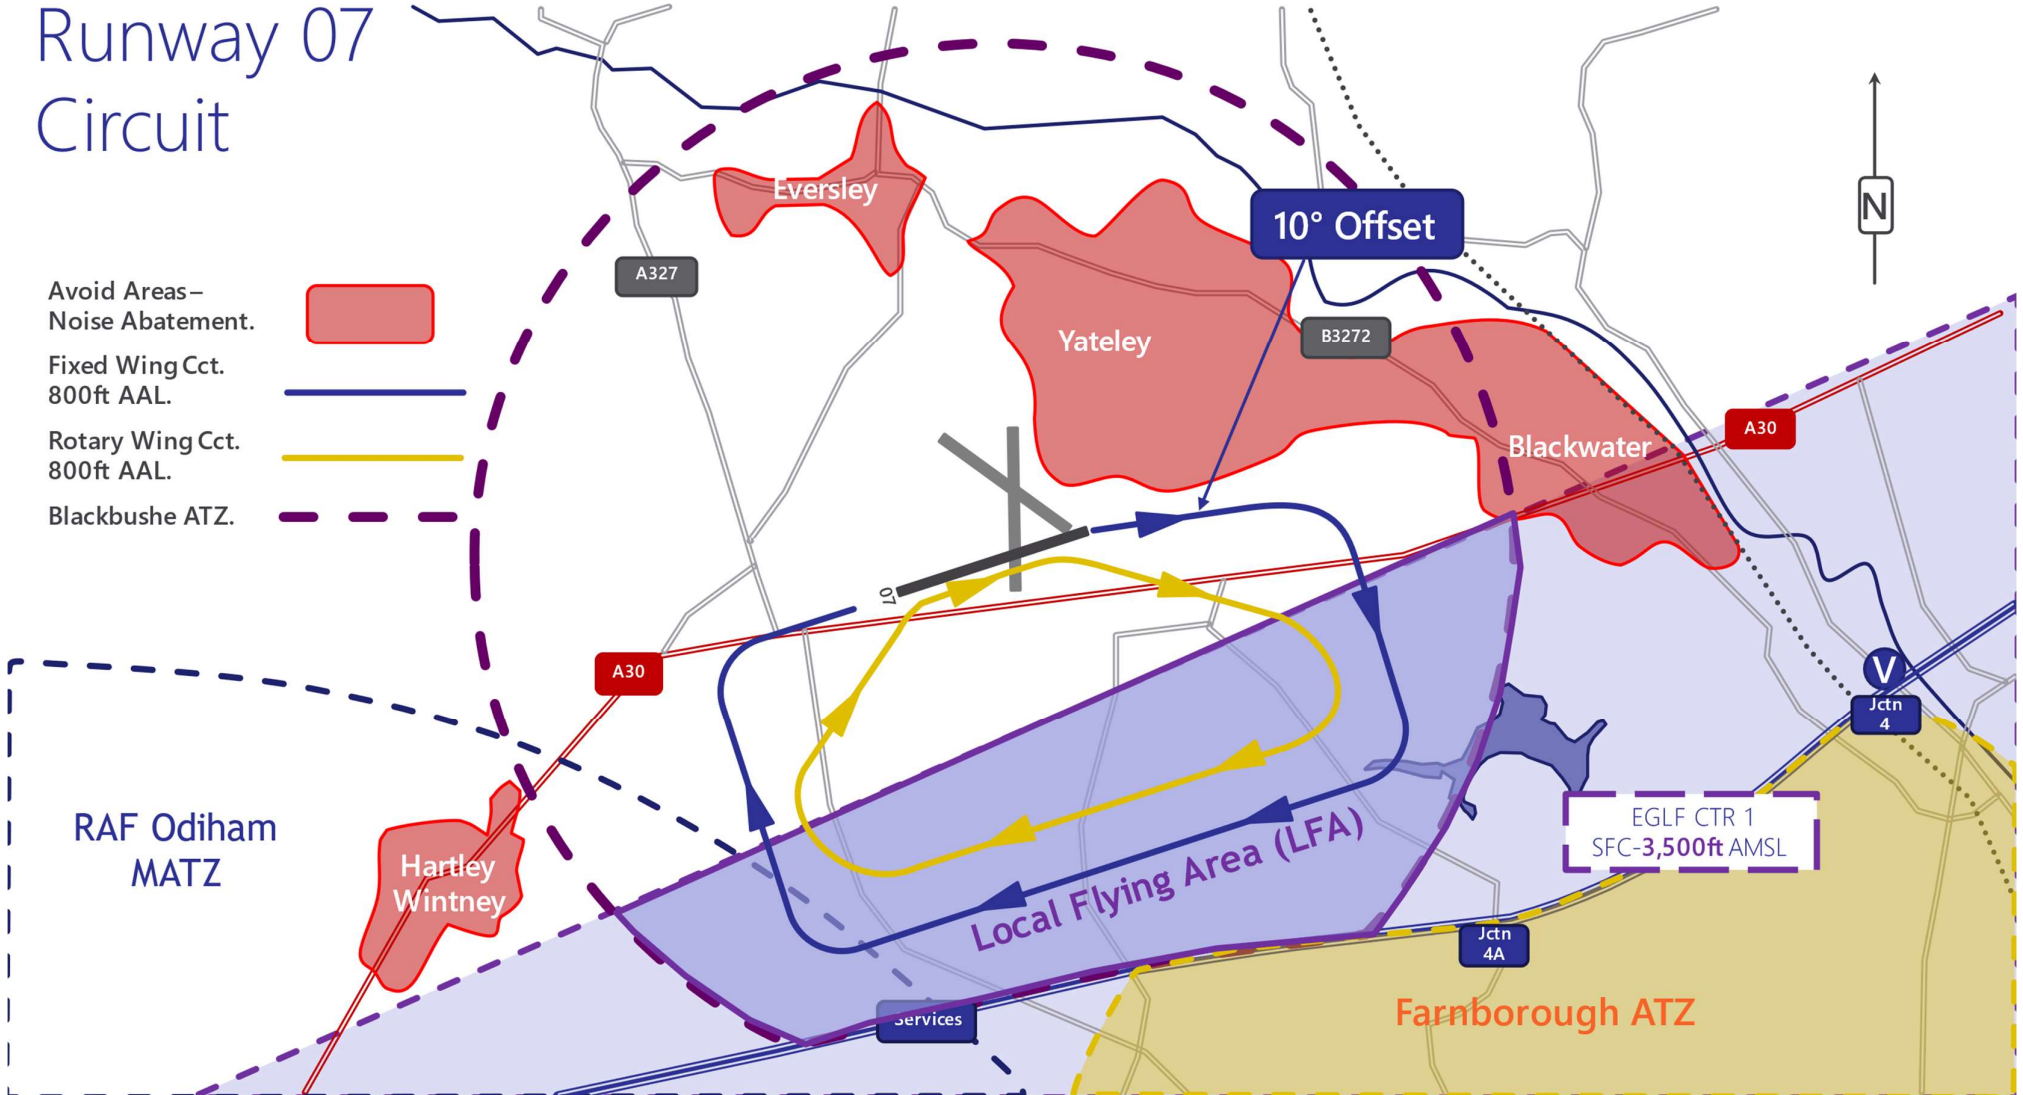 Runway 07
Circuit
Avoid Areas –
Noise Abatement.
Fixed Wing Cct.
800ft AAL.
Rotary Wing Cct.
800ft AAL.
Blackbushe ATZ.
Eversley
10° Offset
N
A327
Yateley
B3272
Blackwater
A30
07
A30
V
Jctn
4
RAF Odiham
MATZ
Hartley
Wintney
EGLF CTR 1
SFC-3,500ft AMSL
Local Flying Area (LFA)
Jctn
4A
Services
Farnborough ATZ